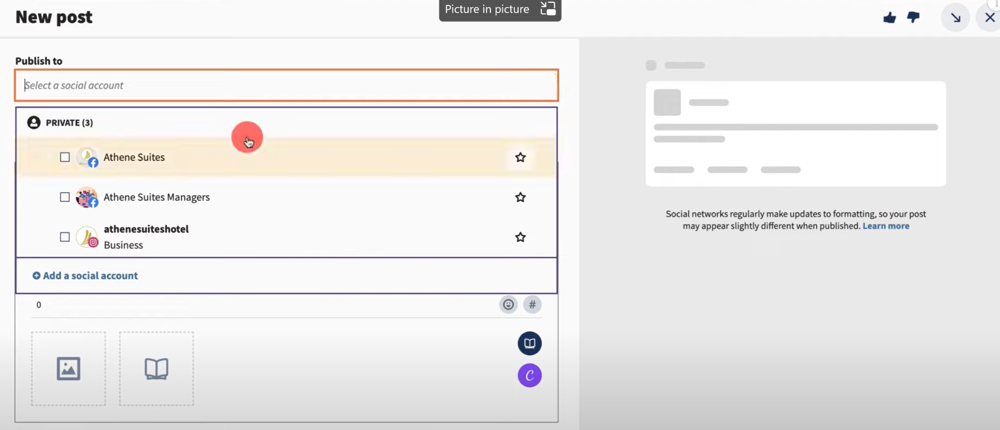 Picture in picture
New post
Publish to
Select a social account
PRIVATE (3)
Athene Suites
Athene Suites Managers
athenesuiteshotel
Business
Add a social account
0
#
C
Social networks regularly make updates to formatting, so your post
may appear slightly different when published. Learn more